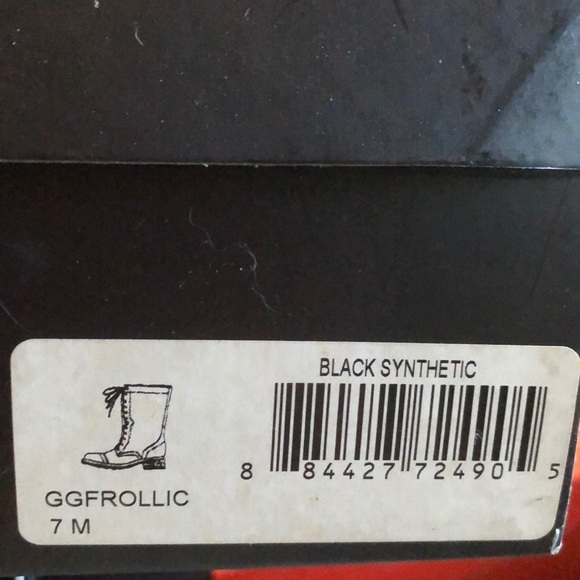 BLACK SYNTHETIC
8 84427 72490 5
GGFROLLIC
7 M